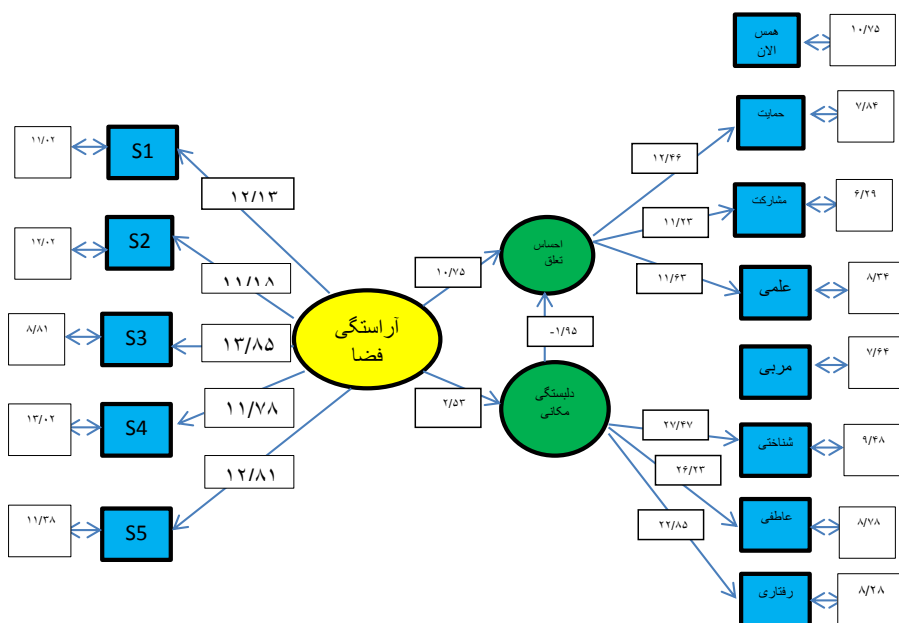 همس
الان
۱۰/۷۵
حمایت
۷/۸۴
۱۱/۰۲
S1
۱۲/۴۶
۱۲/۱۳
مشارکت
۶/۲۹
۱۲/۰۲
S2
۱۱/۲۳
احساس
تعلق
۱۰/۷۵
۱۱/۱۸
۱۱/۶۳
علمی
۸/۳۴
۸/۸۱
S3
۱۳/۸۵
آراستگی
فضا
-۱/۹۵
مربی
۷/۶۴
۲/۵۳
دلبستگی
مکانی
۱۳/۰۲
S4
۱۱/۷۸
۲۷/۴۷
شناختی
۹/۴۸
۲۶/۲۳
۱۲/۸۱
۱۱/۳۸
S5
۲۲/۸۵
عاطفی
۸/۷۸
رفتاری
۸/۲۸